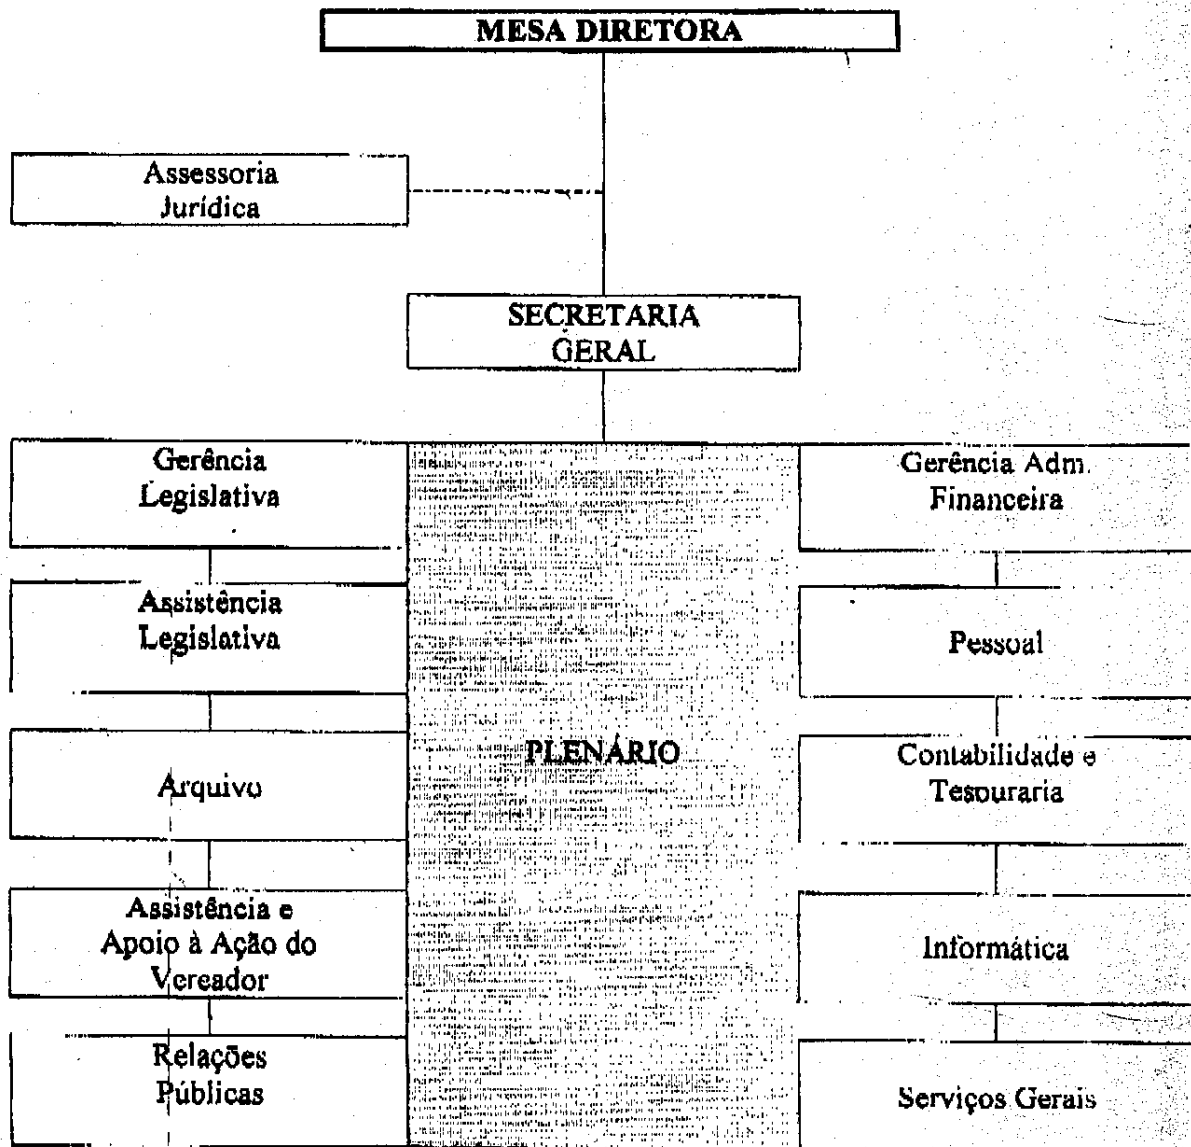 MESA DIRETORA
Assessoria
Jurídica
SECRETARIA
GERAL
Gerência
Legislativa
Gerência Adm.
Financeira
Assistência
Legislativa
Pessoal
PLENÁRIO
Arquivo
Contabilidade e
Tesouraria
Assistência e
Apoio à Ação do
Vereador
Informática
Relações
Públicas
Serviços Gerais